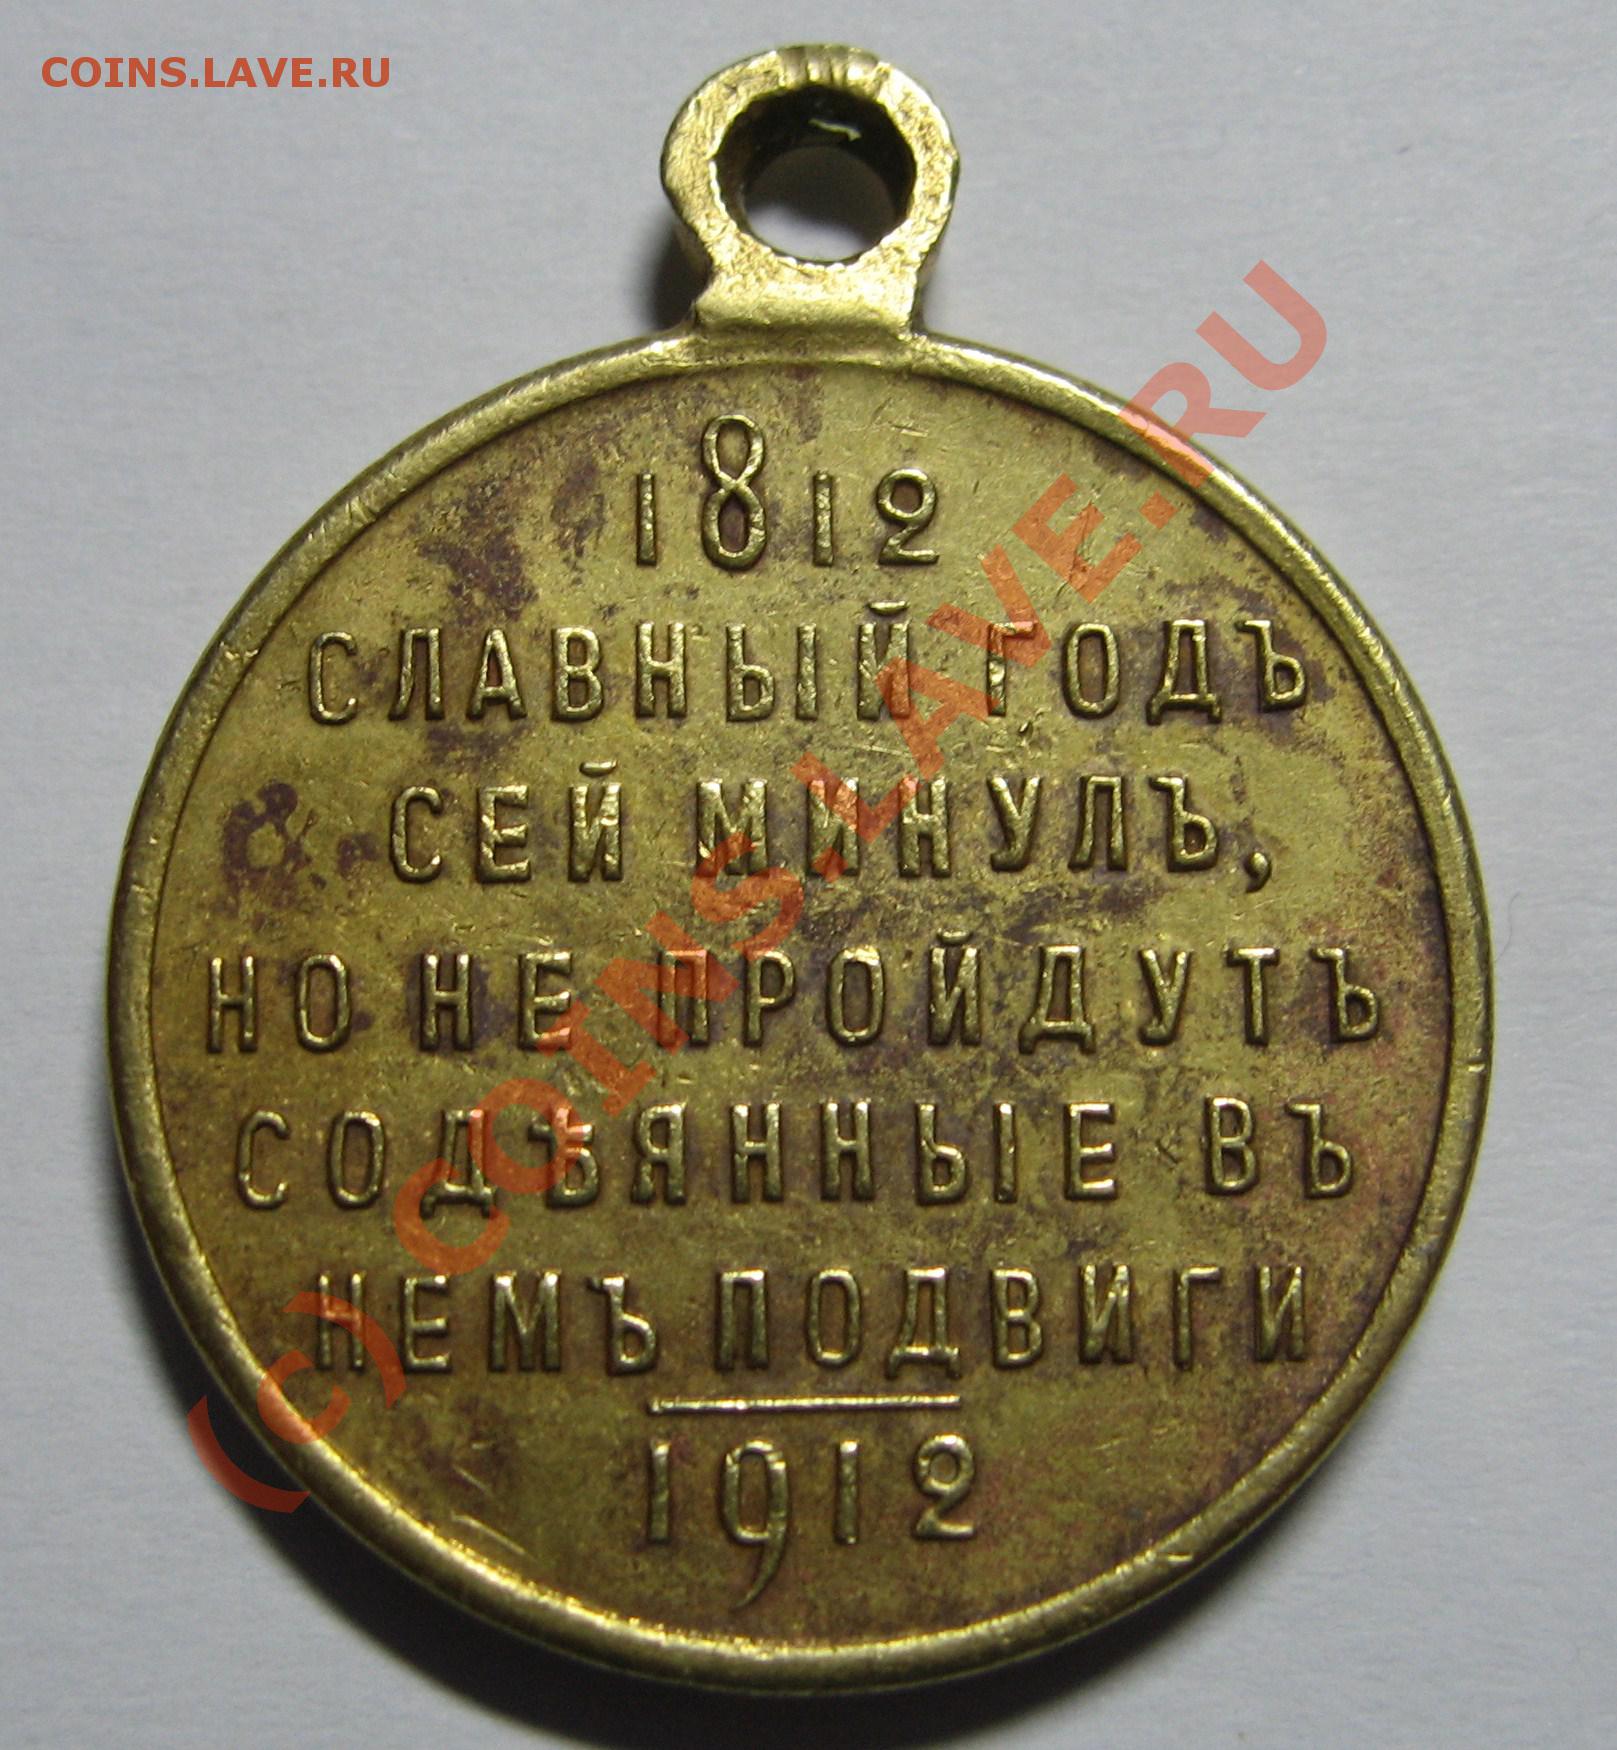 COINS.LAVE.RU
1812
СЛАВНЫЙ ГОДЪ
СЕЙ МИНУЛЪ,
НО НЕ ПРОЙДУТЪ
СОДѢЯННЫЕ ВЪ
НЕМЪ ПОДВИГИ
1912
(c) COINS.LAVE.RU